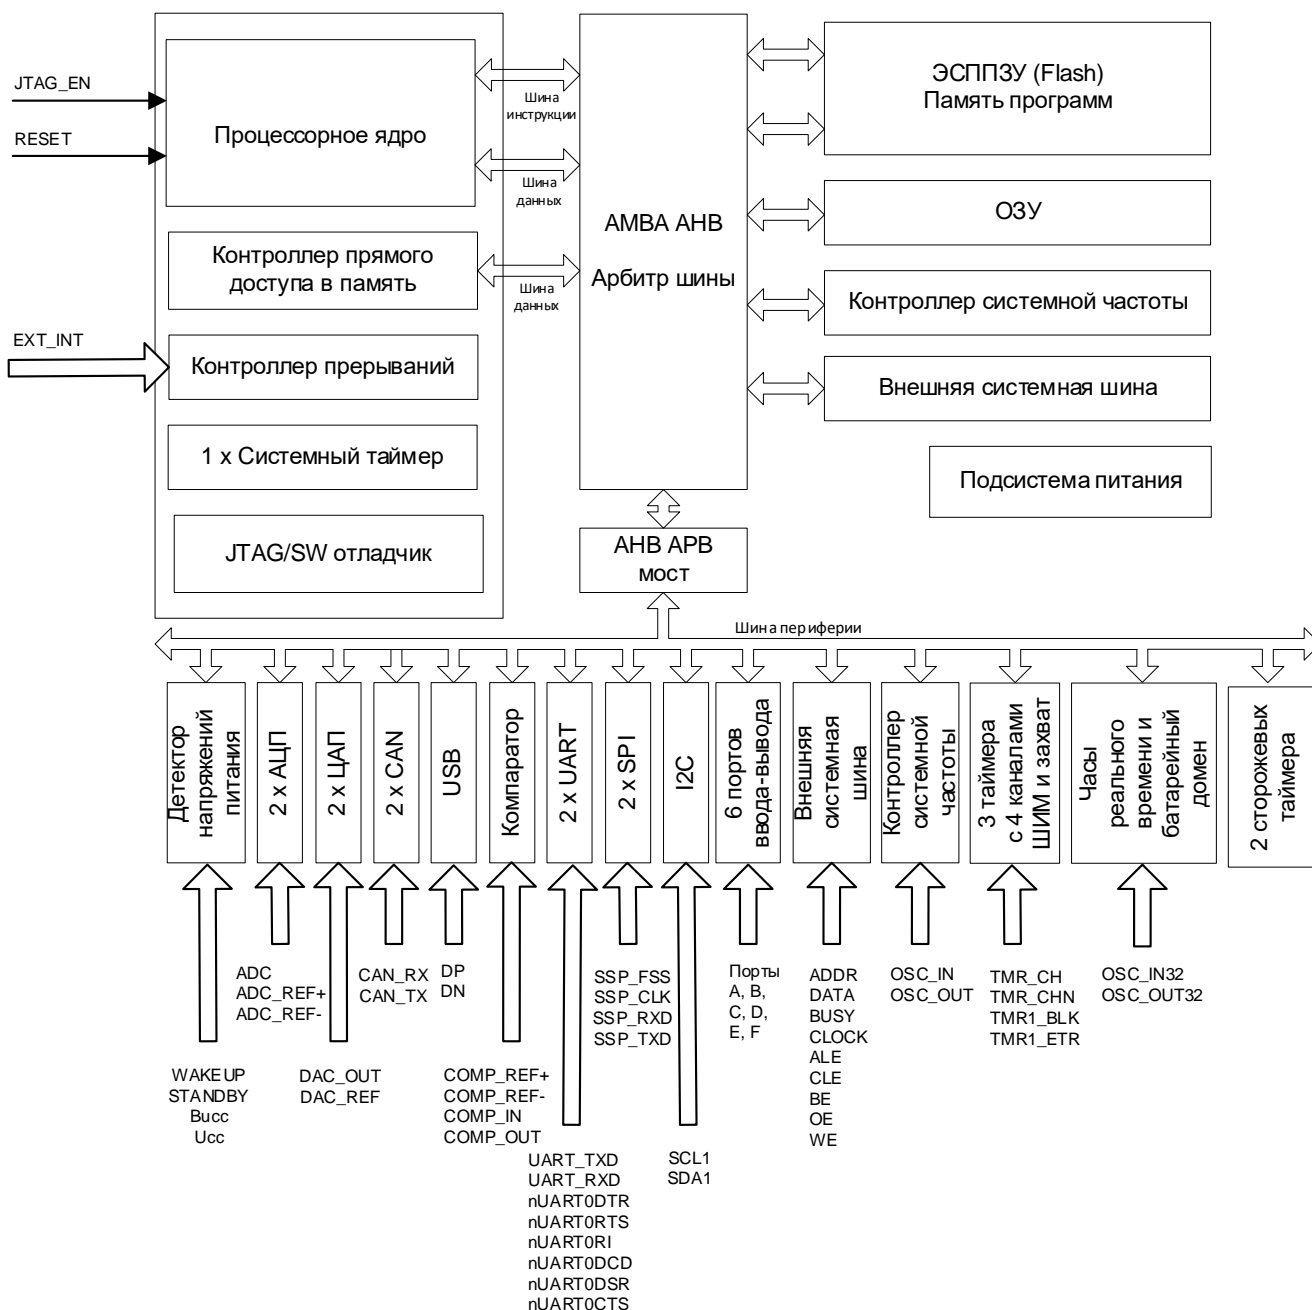 JTAG_EN
RESET
EXT_INT
Процессорное ядро
Контроллер прямого
доступа в память
Контроллер прерываний
1 x Системный таймер
JTAG/SW отладчик
Шина
инструкции
Шина
данных
Шина
данных
АМВА АНВ
Арбитр шины
АНВ АРВ
мост
ЭСППЗУ (Flash)
Память программ
ОЗУ
Контроллер системной частоты
Внешняя системная шина
Подсистема питания
Шина периферии
Детектор
напряжений
питания
2 x АЦП
2 x ЦАП
2 x CAN
USB
Компаратор
2 x UART
2 x SPI
I2C
6 портов
ввода-вывода
Внешняя
системная
шина
Контроллер
системной
частоты
3 таймера
с 4 каналами
ШИМ и захват
Часы
реального
времени и
батарейный
домен
2 сторожевых
таймера
WAKEUP
STANDBY
Bucc
Ucc
ADC
ADC_REF+
ADC_REF-
DAC_OUT
DAC_REF
CAN_RX
CAN_TX
DP
DN
COMP_REF+
COMP_REF-
COMP_IN
COMP_OUT
UART_TXD
UART_RXD
nUART0DTR
nUART0RTS
nUART0RI
nUART0DCD
nUART0DSR
nUART0CTS
SSP_FSS
SSP_CLK
SSP_RXD
SSP_TXD
SCL1
SDA1
Порты
A, B,
C, D,
E, F
ADDR
DATA
BUSY
CLOCK
ALE
CLE
BE
OE
WE
OSC_IN
OSC_OUT
TMR_CH
TMR_CHN
TMR1_BLK
TMR1_ETR
OSC_IN32
OSC_OUT32